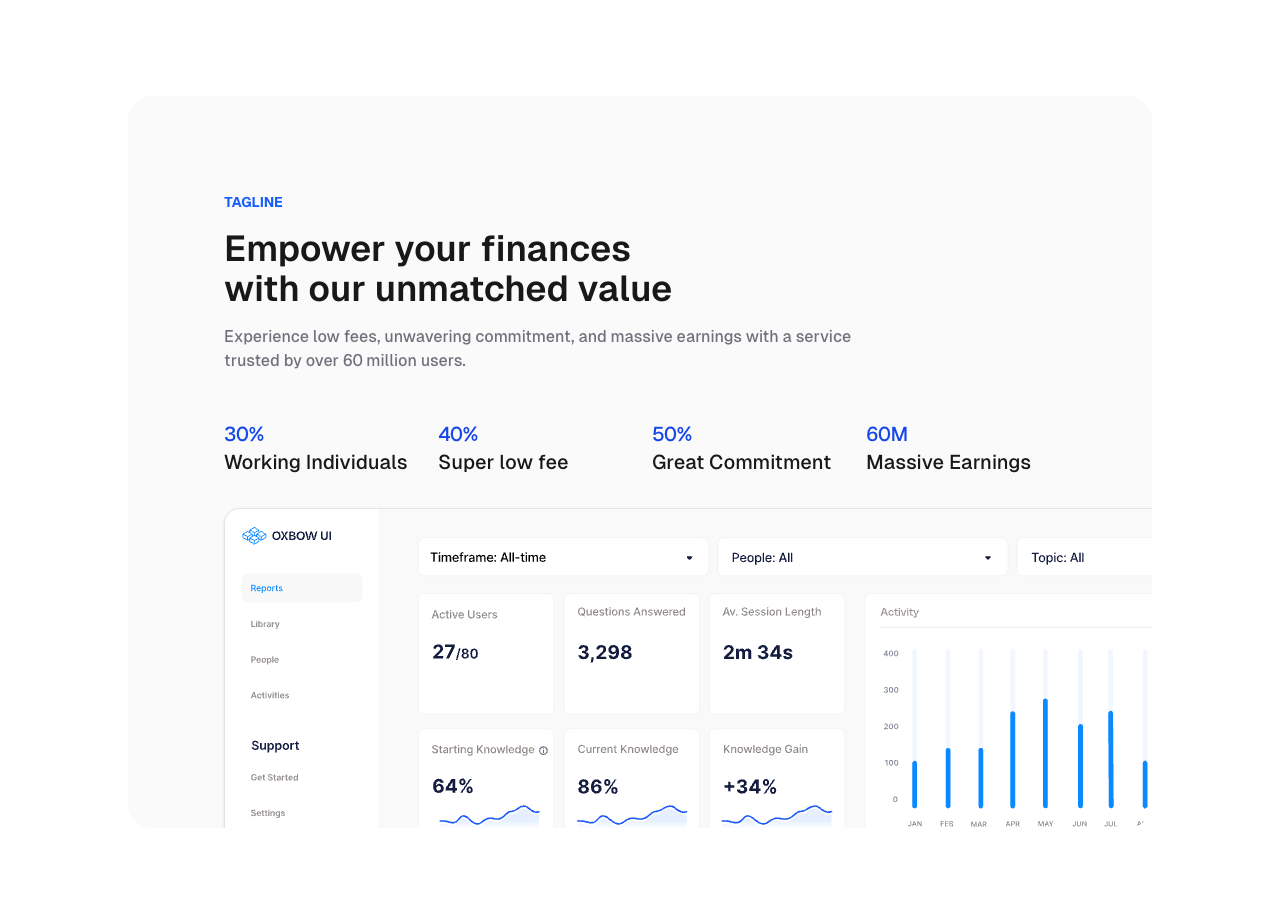 TAGLINE
Empower your finances
with our unmatched value
Experience low fees, unwavering commitment, and massive earnings with a service
trusted by over 60 million users.
30%
Working Individuals
40%
Super low fee
50%
Great Commitment
60M
Massive Earnings
OXBOW UI
Reports
Library
People
Activities
Support
Get Started
Settings
Timeframe: All-time
People: All
Topic: All
Active Users
27/80
Questions Answered
3,298
Av. Session Length
2m 34s
Starting Knowledge
64%
Current Knowledge
86%
Knowledge Gain
+34%
Activity
400
300
200
100
0
JAN FEB MAR APR MAY JUN JUL